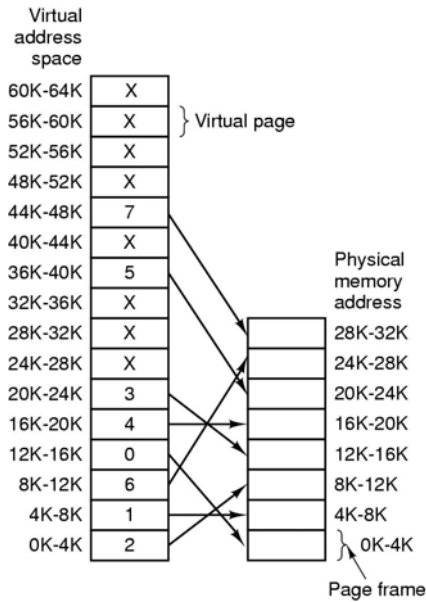 Virtual
address
space
60K-64K X
56K-60K X Virtual page
52K-56K X
48K-52K X
44K-48K 7
40K-44K X
36K-40K 5
32K-36K X
28K-32K X
24K-28K X
20K-24K 3
16K-20K 4
12K-16K 0
8K-12K 6
4K-8K 1
0K-4K 2
Physical
memory
address
28K-32K
24K-28K
20K-24K
16K-20K
12K-16K
8K-12K
4K-8K
0K-4K
Page frame